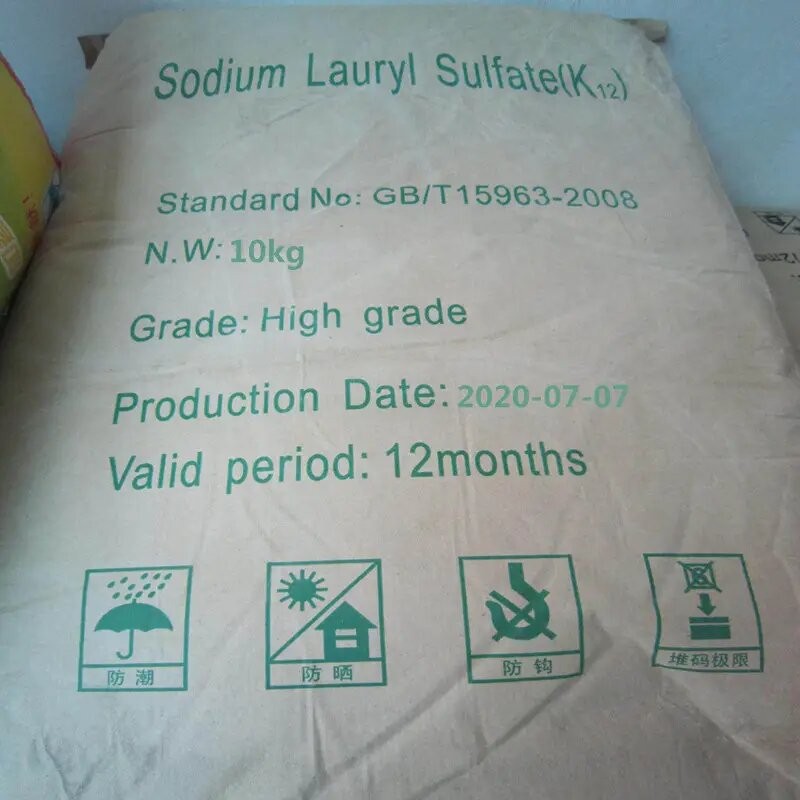 Sodium Lauryl Sulfate(K12)
Standard No: GB/T15963-2008
N.W: 10kg
Grade: High grade
Production Date: 2020-07-07
Valid period: 12months
防潮
防晒
防钩
堆码极限